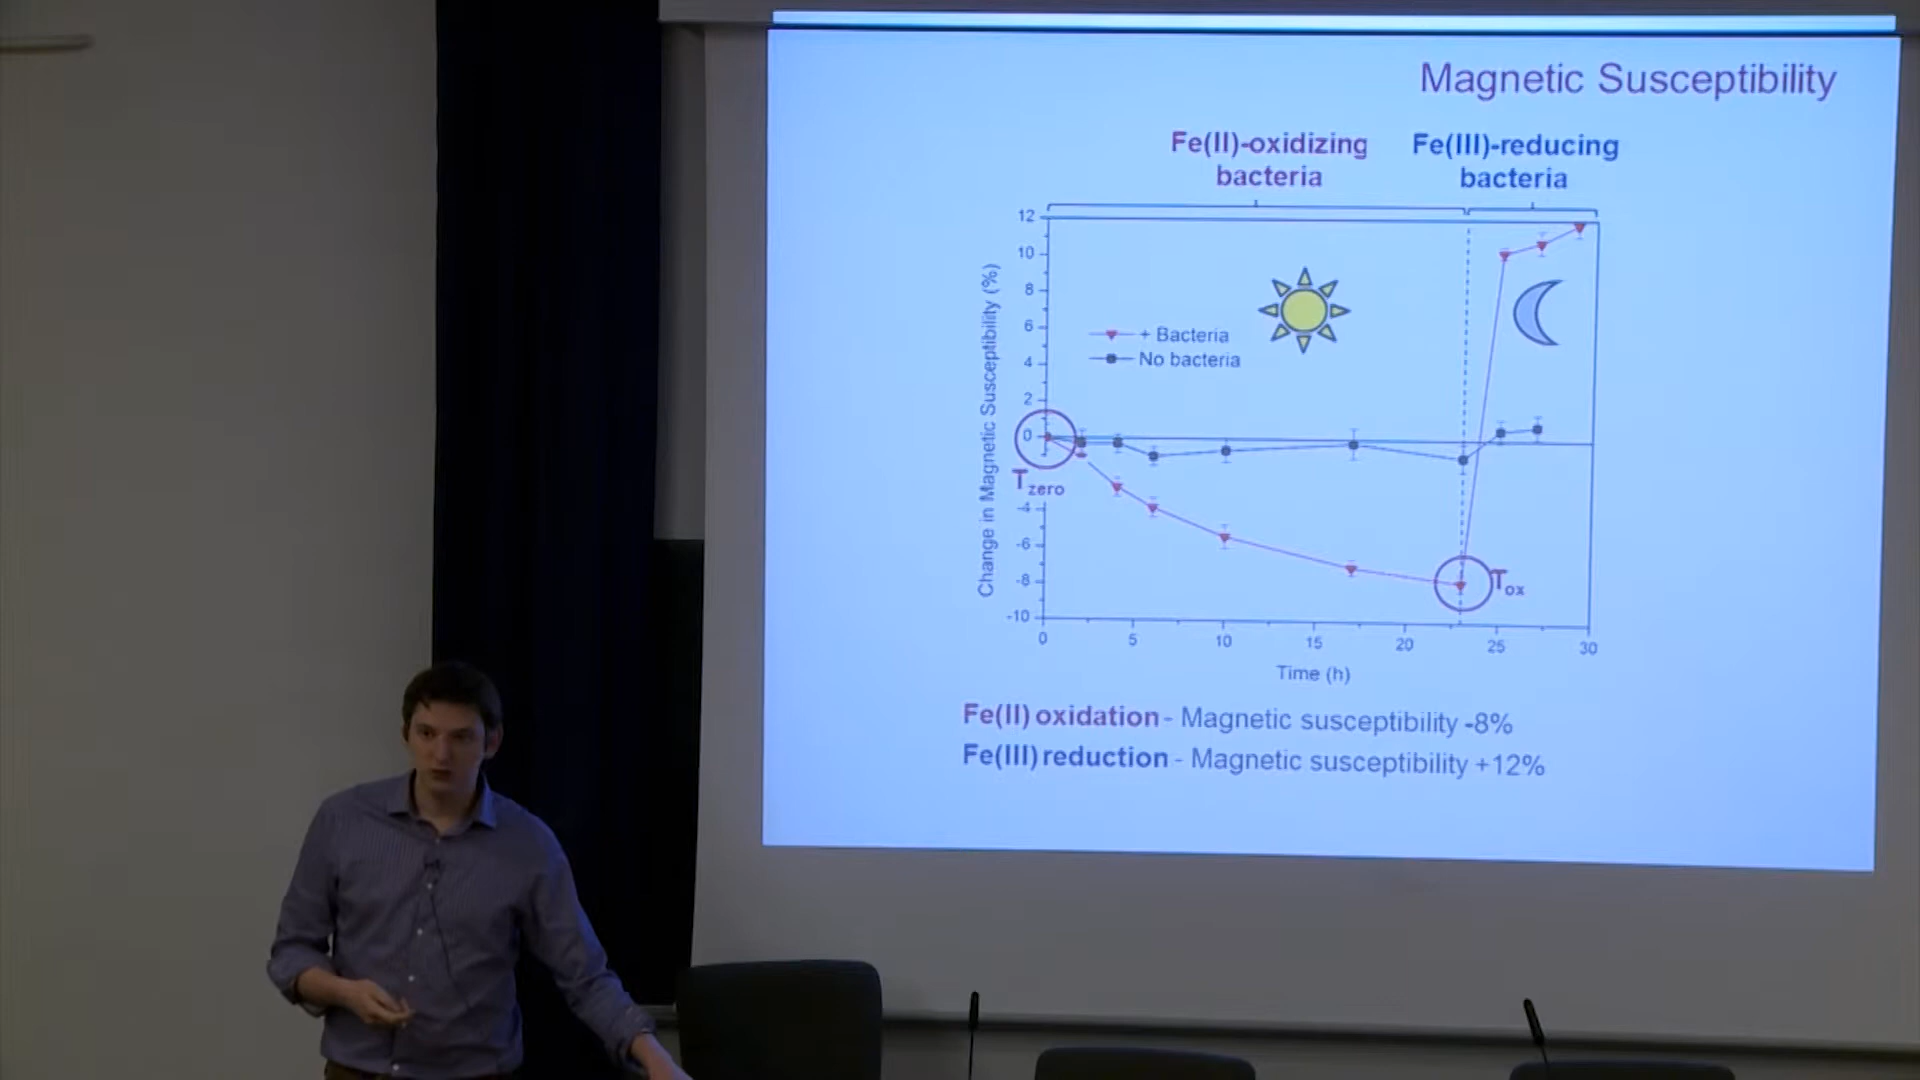 Magnetic Susceptibility
Fe(II)-oxidizing
bacteria
Fe(III)-reducing
bacteria
12
10
8
6
4
2
0
-4
-6
-8
-10
Change in Magnetic Susceptibility (%)
+ Bacteria
No bacteria
Tzero
Tox
0 5 10 15 20 25 30
Time (h)
Fe(II) oxidation - Magnetic susceptibility -8%
Fe(III) reduction - Magnetic susceptibility +12%